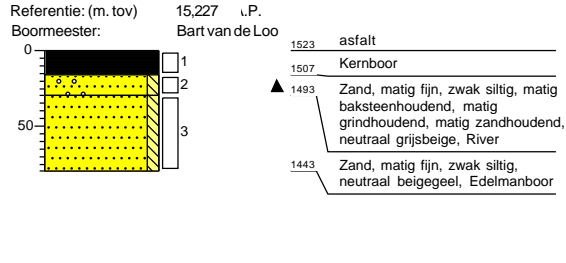 Referentie: (m. tov) 15,227 .P.
Boormeester: Bart van de Loo
0
50
1
2
3
1523 asfalt
1507 Kernboor
1493 Zand, matig fijn, zwak siltig, matig
baksteenhoudend, matig
grindhoudend, matig zandhoudend,
neutraal grijsbeige, River
1443 Zand, matig fijn, zwak siltig,
neutraal beigegeel, Edelmanboor